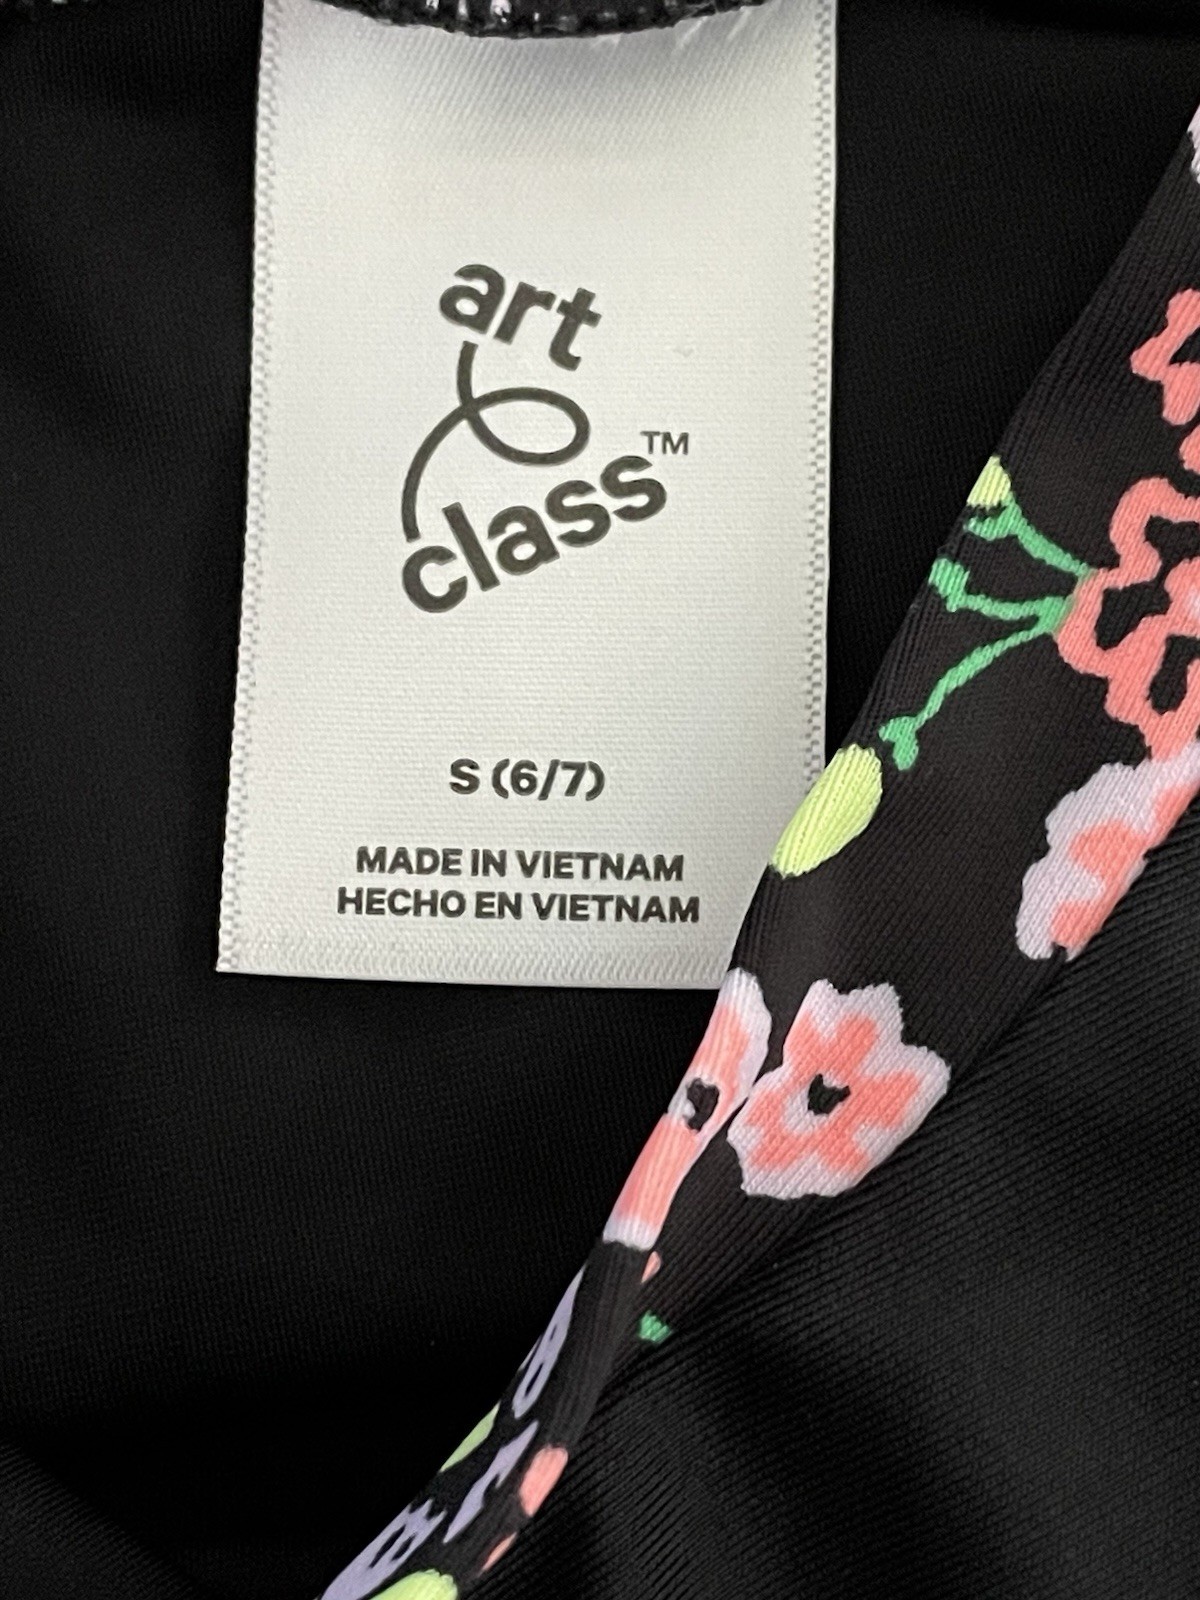 art
class™
S (6/7)
MADE IN VIETNAM
HECHO EN VIETNAM